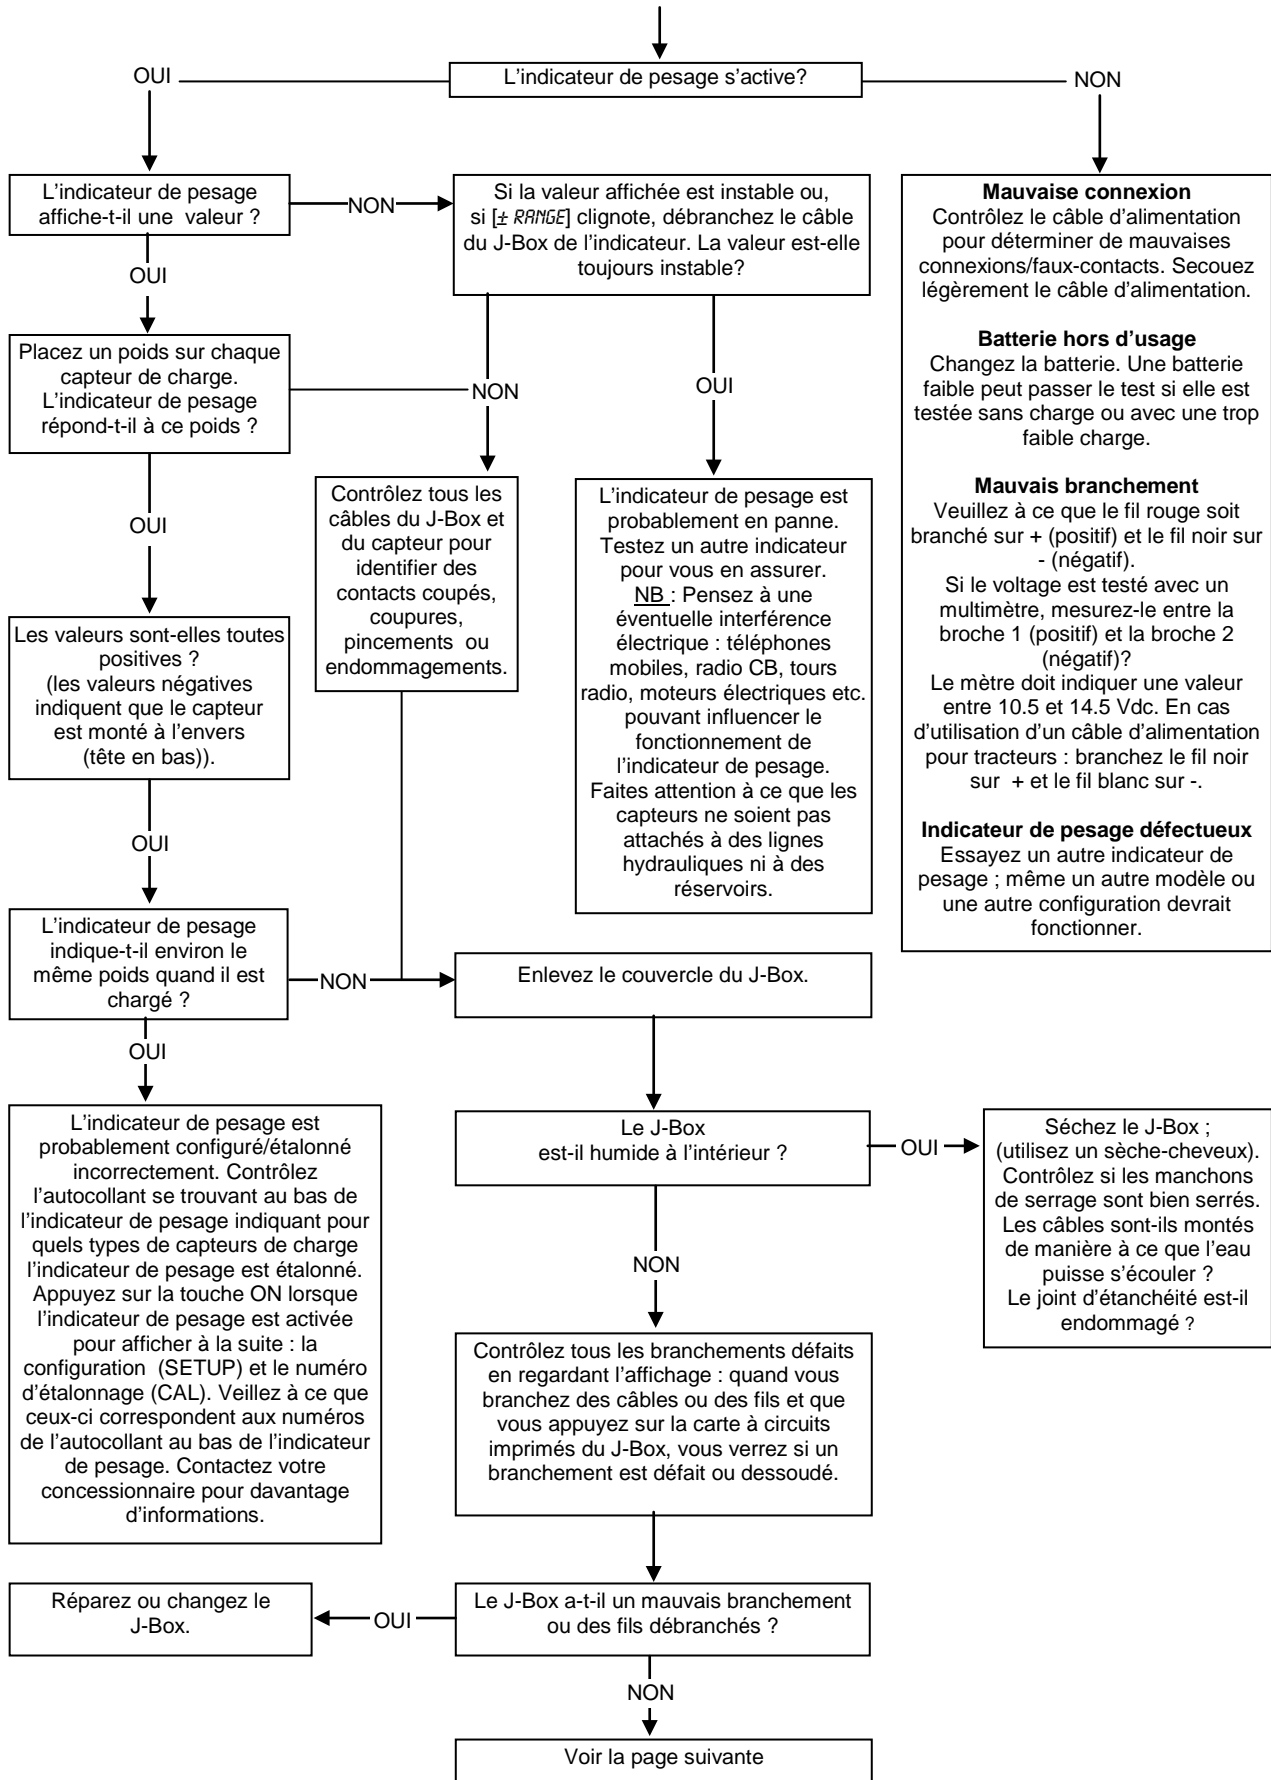 L'indicateur de pesage s'active?
OUI
NON
L'indicateur de pesage
affiche-t-il une valeur ?
NON
Si la valeur affichée est instable ou,
si [± RANGE] clignote, débranchez le câble
du J-Box de l'indicateur. La valeur est-elle
toujours instable?
Mauvaise connexion
Contrôlez le câble d'alimentation
pour déterminer de mauvaises
connexions/faux-contacts. Secouez
légèrement le câble d'alimentation.
Batterie hors d'usage
Changez la batterie. Une batterie
faible peut passer le test si elle est
testée sans charge ou avec une trop
faible charge.
Mauvais branchement
Veuillez à ce que le fil rouge soit
branché sur + (positif) et le fil noir sur
- (négatif).
Si le voltage est testé avec un
multimètre, mesurez-le entre la
broche 1 (positif) et la broche 2
(négatif)?
Le mètre doit indiquer une valeur
entre 10.5 et 14.5 Vdc. En cas
d'utilisation d'un câble d'alimentation
pour tracteurs : branchez le fil noir
sur + et le fil blanc sur -.
Indicateur de pesage défectueux
Essayez un autre indicateur de
pesage ; même un autre modèle ou
une autre configuration devrait
fonctionner.
OUI
Placez un poids sur chaque
capteur de charge.
L'indicateur de pesage
répond-t-il à ce poids ?
NON
OUI
Contrôlez tous les
câbles du J-Box et
du capteur pour
identifier des
contacts coupés,
coupures,
pincements ou
endommagements.
L'indicateur de pesage est
probablement en panne.
Testez un autre indicateur
pour vous en assurer.
NB : Pensez à une
éventuelle interférence
électrique : téléphones
mobiles, radio CB, tours
radio, moteurs électriques etc.
pouvant influencer le
fonctionnement de
l'indicateur de pesage.
Faites attention à ce que les
capteurs ne soient pas
attachés à des lignes
hydrauliques ni à des
réservoirs.
OUI
Les valeurs sont-elles toutes
positives ?
(les valeurs négatives
indiquent que le capteur
est monté à l'envers
(tête en bas)).
OUI
L'indicateur de pesage
indique-t-il environ le
même poids quand il est
chargé ?
NON
Enlevez le couvercle du J-Box.
OUI
L'indicateur de pesage est
probablement configuré/étalonné
incorrectement. Contrôlez
l'autocollant se trouvant au bas de
l'indicateur de pesage indiquant pour
quels types de capteurs de charge
l'indicateur de pesage est étalonné.
Appuyez sur la touche ON lorsque
l'indicateur de pesage est activée
pour afficher à la suite : la
configuration (SETUP) et le numéro
d'étalonnage (CAL). Veillez à ce que
ceux-ci correspondent aux numéros
de l'autocollant au bas de l'indicateur
de pesage. Contactez votre
concessionnaire pour davantage
d'informations.
Le J-Box
est-il humide à l'intérieur ?
OUI
Séchez le J-Box ;
(utilisez un sèche-cheveux).
Contrôlez si les manchons
de serrage sont bien serrés.
Les câbles sont-ils montés
de manière à ce que l'eau
puisse s'écouler ?
Le joint d'étanchéité est-il
endommagé ?
NON
Contrôlez tous les branchements défaits
en regardant l'affichage : quand vous
branchez des câbles ou des fils et que
vous appuyez sur la carte à circuits
imprimés du J-Box, vous verrez si un
branchement est défait ou dessoudé.
Le J-Box a-t-il un mauvais branchement
ou des fils débranchés ?
OUI
Réparez ou changez le
J-Box.
NON
Voir la page suivante